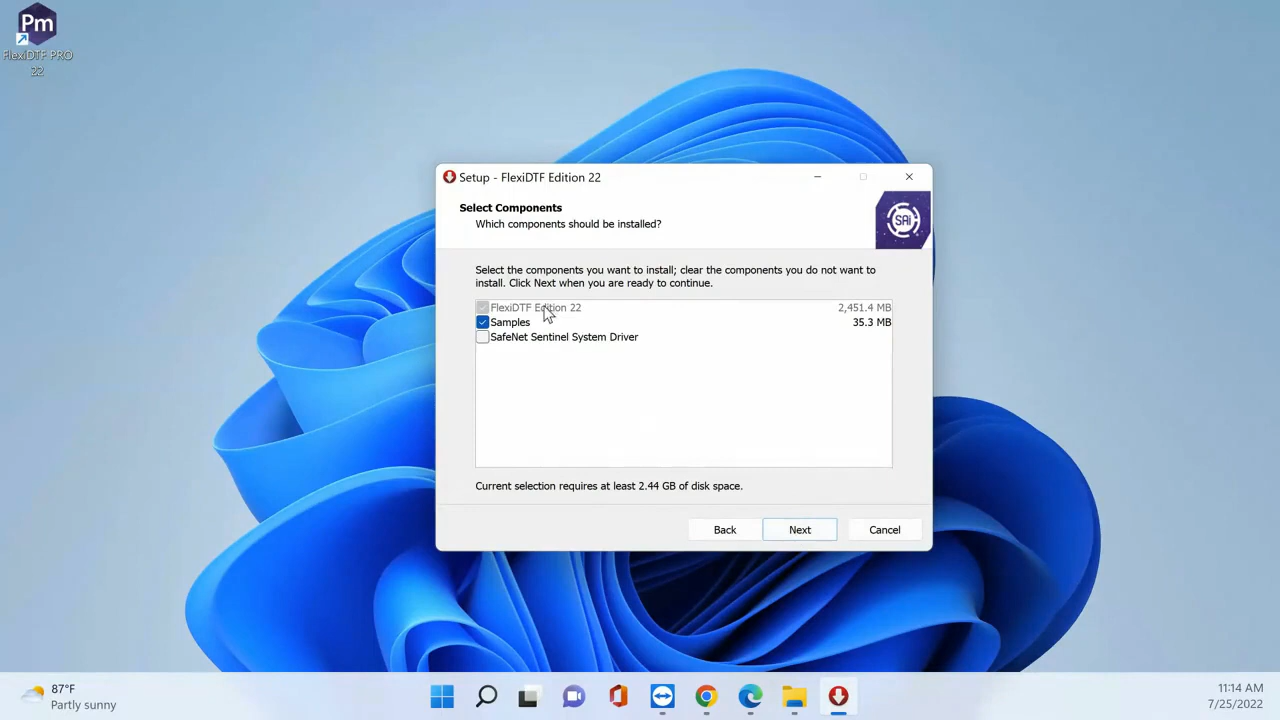 Pm
FlexiDTF PRO
22
Setup - FlexiDTF Edition 22
Select Components
Which components should be installed?
SAi
Select the components you want to install; clear the components you do not want to
install. Click Next when you are ready to continue.
FlexiDTF Edition 22 2,451.4 MB
Samples 35.3 MB
SafeNet Sentinel System Driver
Current selection requires at least 2.44 GB of disk space.
Back Next Cancel
87°F
Partly sunny
11:14 AM
7/25/2022